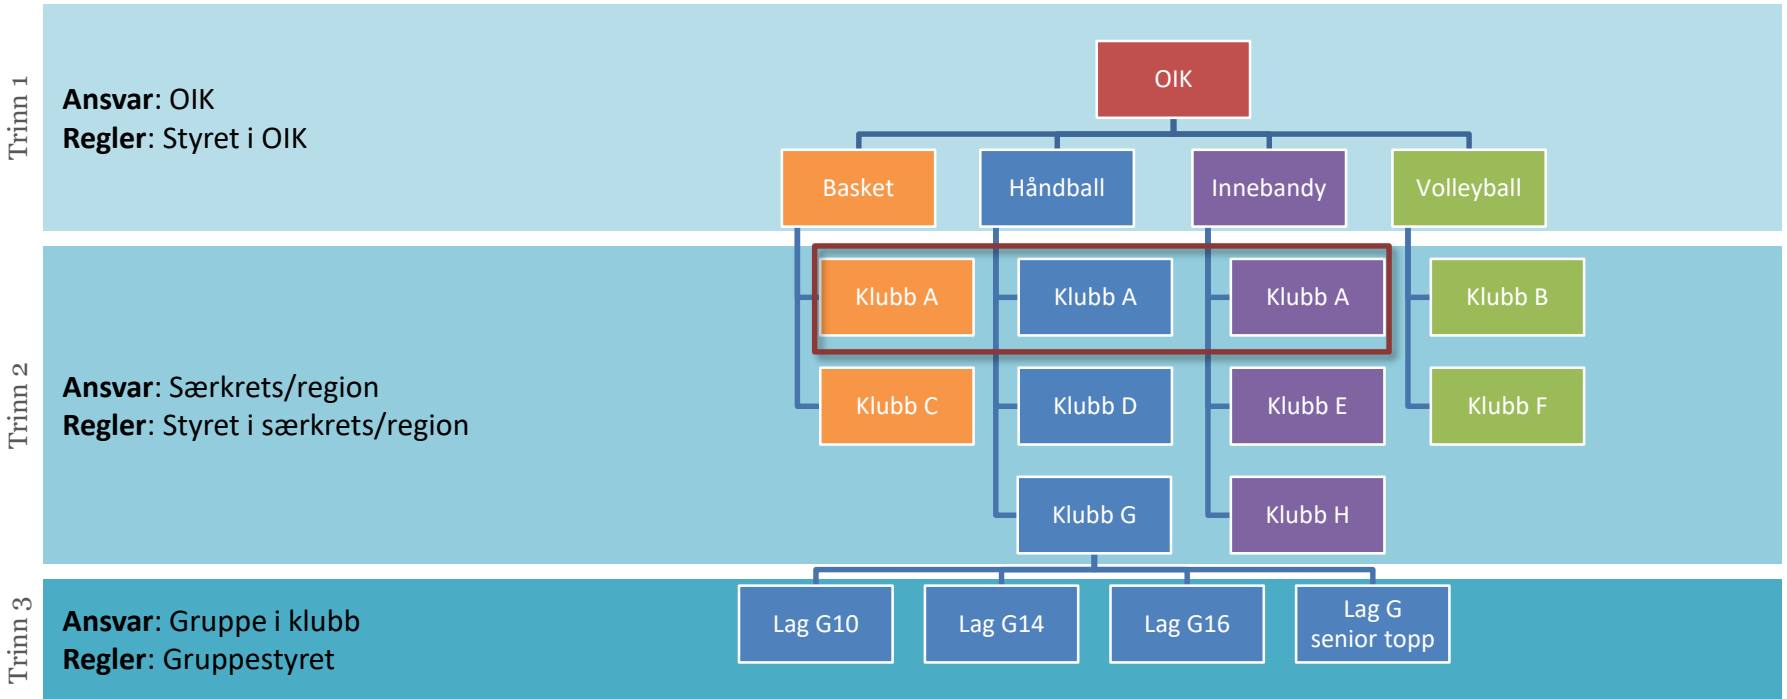 Trinn 1
Ansvar: OIK
Regler: Styret i OIK
OIK
Basket
Håndball
Innebandy
Volleyball
Trinn 2
Ansvar: Særkrets/region
Regler: Styret i særkrets/region
Klubb A
Klubb A
Klubb A
Klubb B
Klubb C
Klubb D
Klubb E
Klubb F
Klubb G
Klubb H
Trinn 3
Ansvar: Gruppe i klubb
Regler: Gruppestyret
Lag G10
Lag G14
Lag G16
Lag G
senior topp